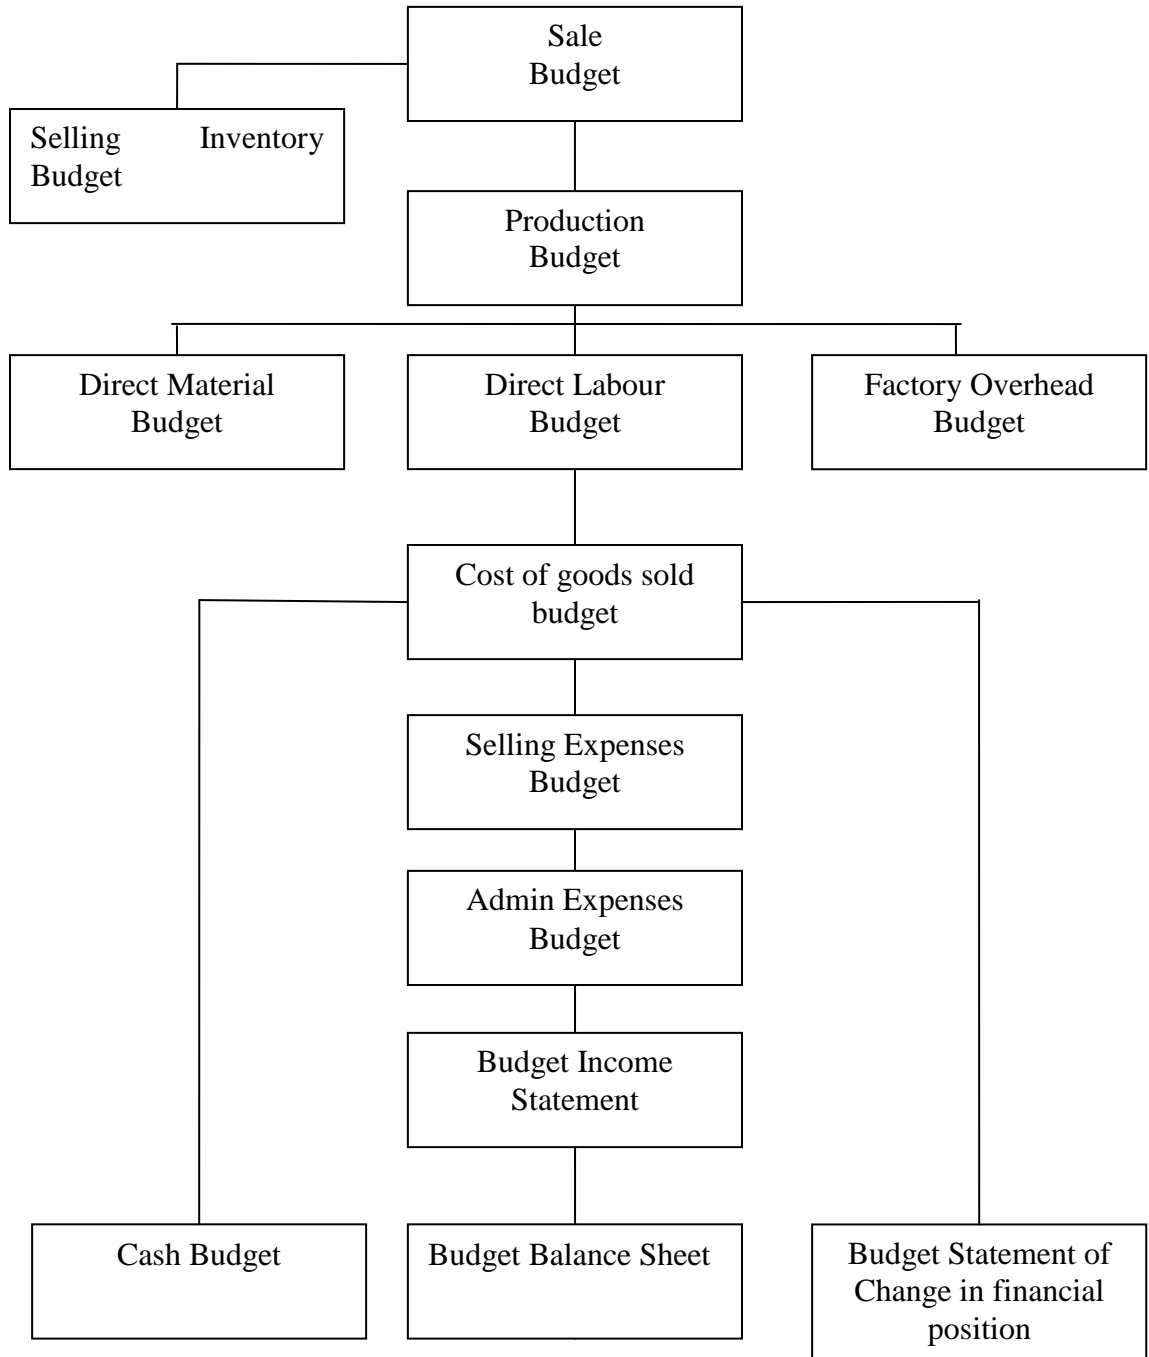 Sale
Budget
Selling Inventory
Budget
Production
Budget
Direct Material
Budget
Direct Labour
Budget
Factory Overhead
Budget
Cost of goods sold
budget
Selling Expenses
Budget
Admin Expenses
Budget
Budget Income
Statement
Cash Budget
Budget Balance Sheet
Budget Statement of
Change in financial
position